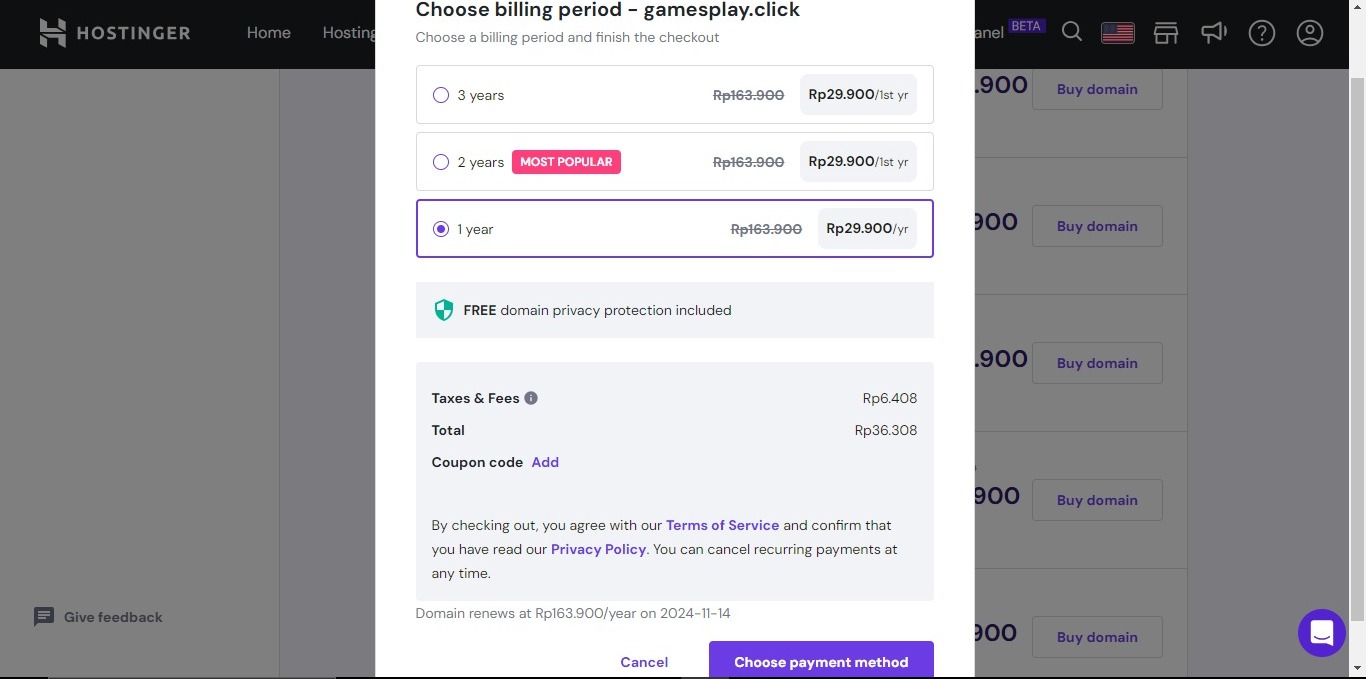 HOSTINGER
Home
Hosting
anel
BETA
Choose billing period - gamesplay.click
Choose a billing period and finish the checkout
3 years
Rp163.900
Rp29.900/1st yr
2 years
MOST POPULAR
Rp163.900
Rp29.900/1st yr
1 year
Rp163.900
Rp29.900/yr
FREE domain privacy protection included
Taxes & Fees
Rp6.408
Total
Rp36.308
Coupon code Add
By checking out, you agree with our Terms of Service and confirm that
you have read our Privacy Policy. You can cancel recurring payments at
any time.
Domain renews at Rp163.900/year on 2024-11-14
Cancel
Choose payment method
.900
Buy domain
900
Buy domain
.900
Buy domain
900
Buy domain
900
Buy domain
Give feedback